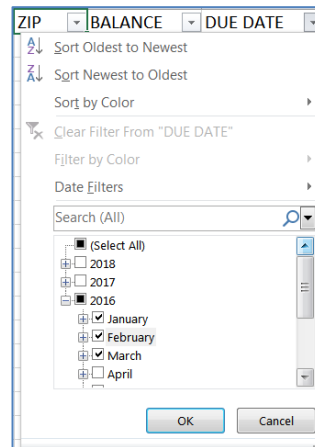 ZIP BALANCE DUE DATE
Sort Oldest to Newest
Sort Newest to Oldest
Sort by Color
Clear Filter From "DUE DATE"
Filter by Color
Date Filters
Search (All)
(Select All)
2018
2017
2016
January
February
March
April
OK Cancel